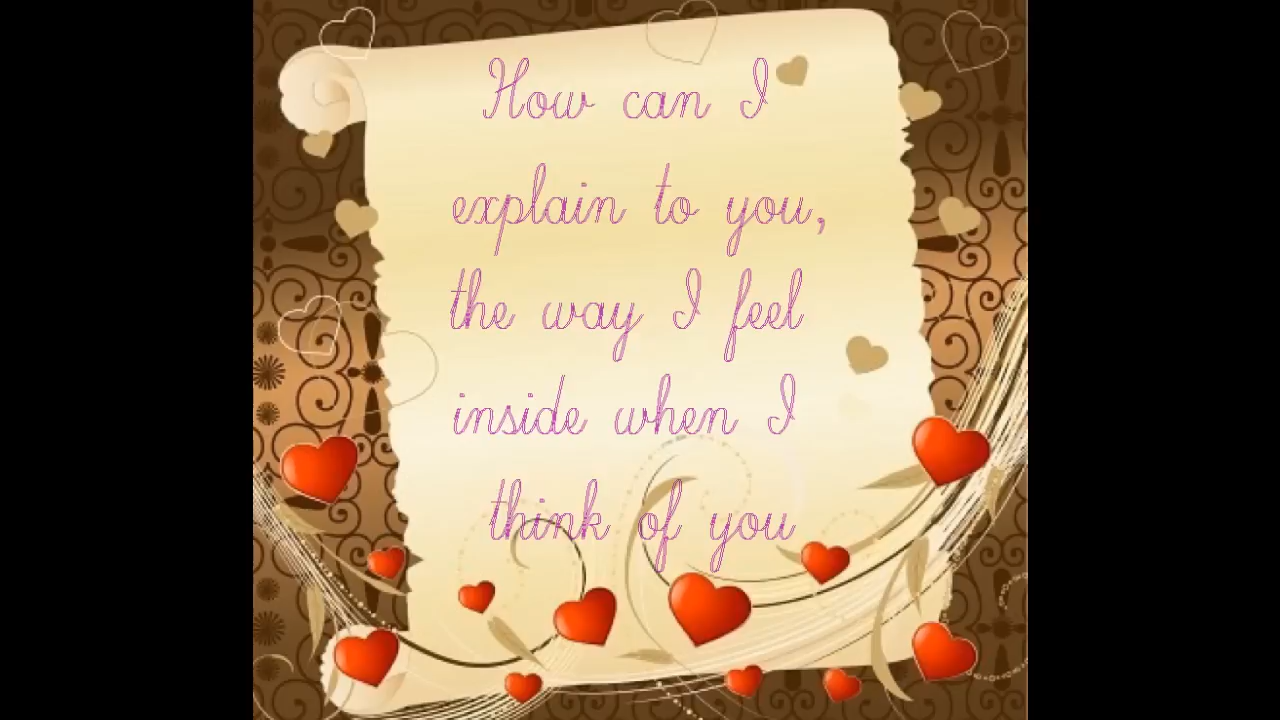 How can I
explain to you,
the way I feel
inside when I
think of you